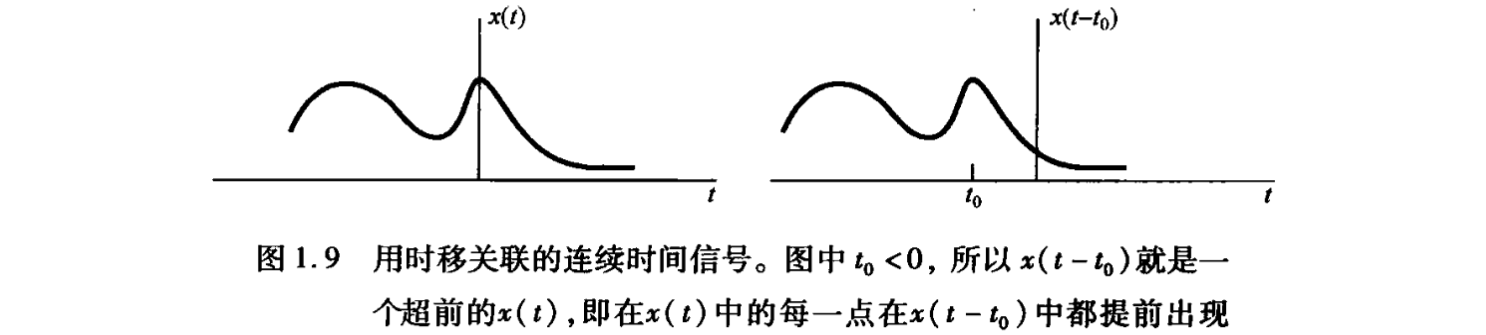 x(t)
x(t-t₀)
t
t₀
t
图1.9 用时移关联的连续时间信号。图中 t₀ <0, 所以 x(t - t₀)就是一
个超前的x(t),即在x(t)中的每一点在x(t - t₀)中都提前出现